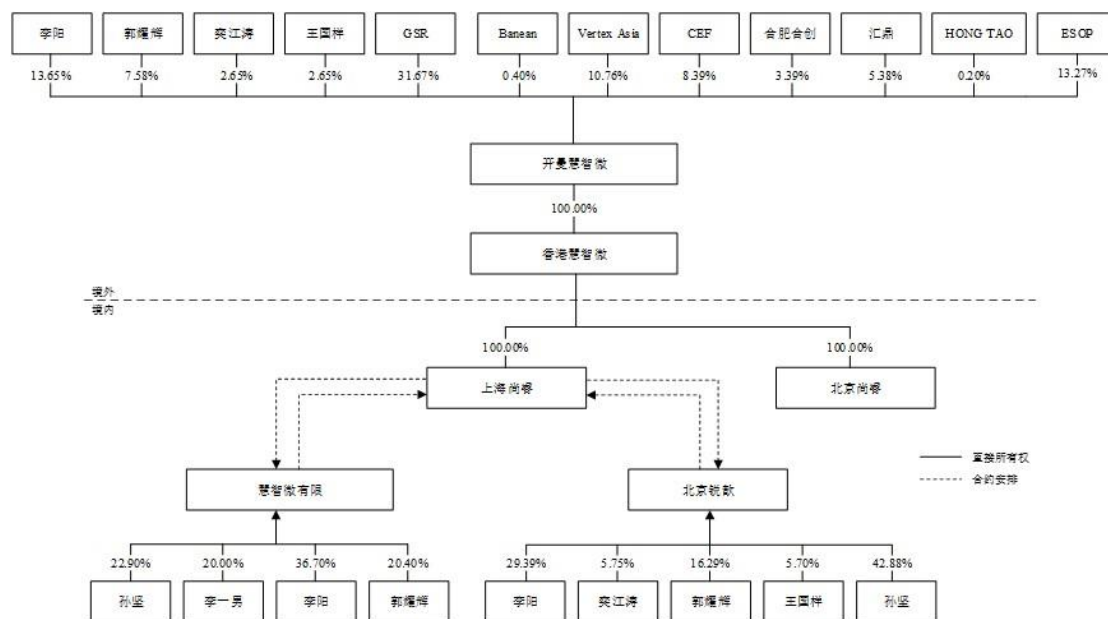 李阳 郭耀辉 奕江涛 王国样 GSR Banean Vertex Asia CEF 合肥合创 汇鼎 HONG TAO ESOP
13.65% 7.58% 2.65% 2.65% 31.67% 0.40% 10.76% 8.39% 3.39% 5.38% 0.20% 13.27%
开曼慧智微
100.00%
香港慧智微
境外
境内
100.00% 100.00%
上海尚睿 北京尚睿
直接所有权
合约安排
慧智微有限 北京锐歆
22.90% 20.00% 36.70% 20.40% 29.39% 5.75% 16.29% 5.70% 42.88%
孙坚 李一男 李阳 郭耀辉 李阳 奕江涛 郭耀辉 王国样 孙坚